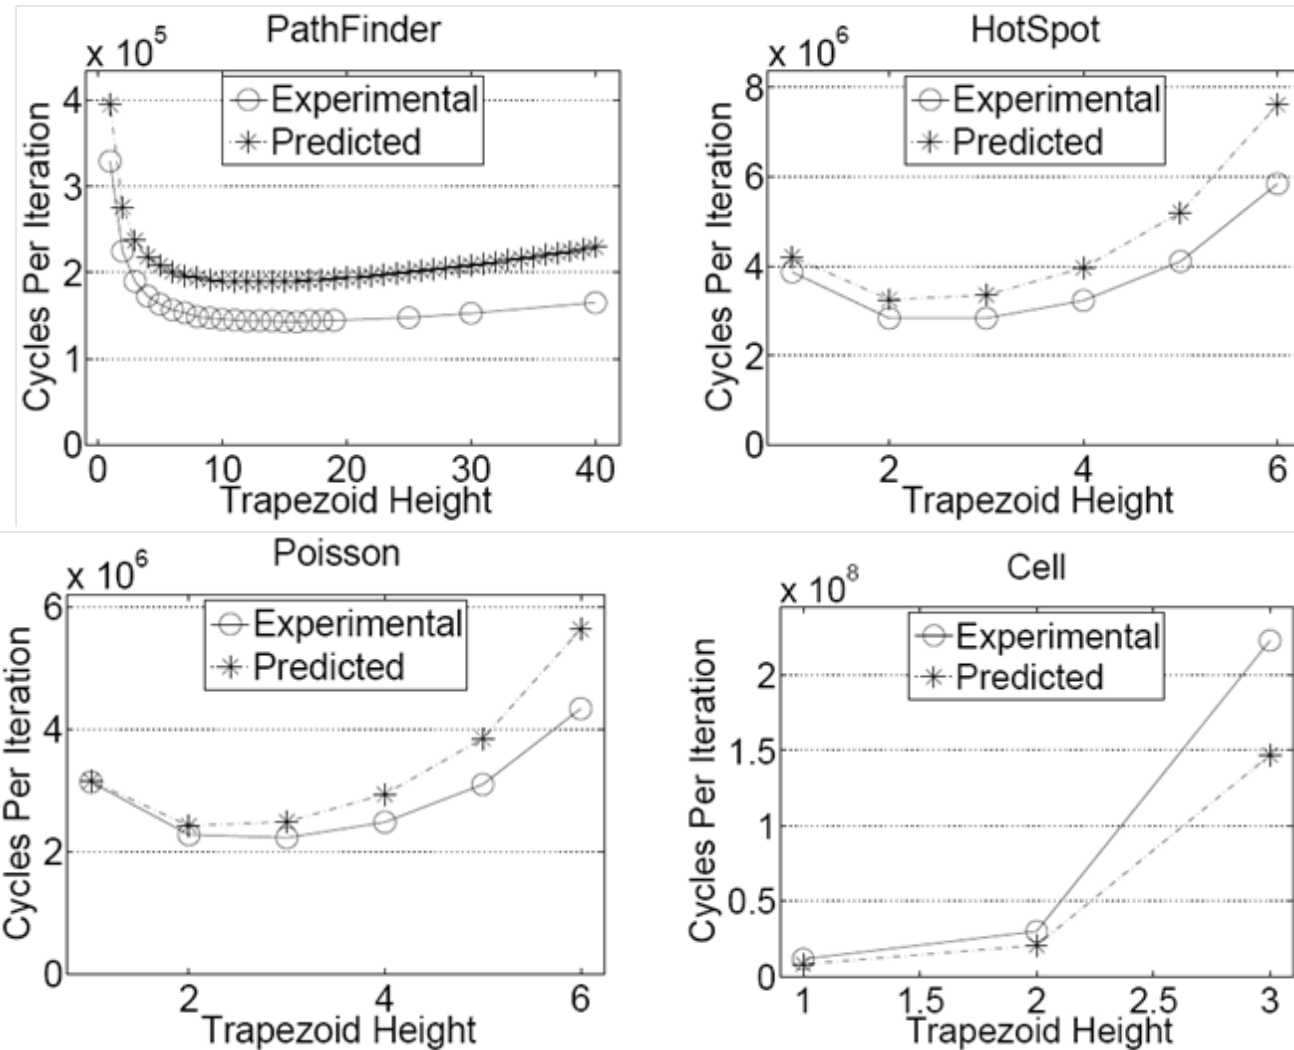 PathFinder
x 10^5
Experimental
Predicted
Cycles Per Iteration
4
3
2
1
0
0 10 20 30 40
Trapezoid Height
HotSpot
x 10^6
Experimental
Predicted
Cycles Per Iteration
8
6
4
2
0
2 4 6
Trapezoid Height
Poisson
x 10^6
Experimental
Predicted
Cycles Per Iteration
6
4
2
0
2 4 6
Trapezoid Height
Cell
x 10^8
Experimental
Predicted
Cycles Per Iteration
2
1.5
1
0.5
0
1 1.5 2 2.5 3
Trapezoid Height